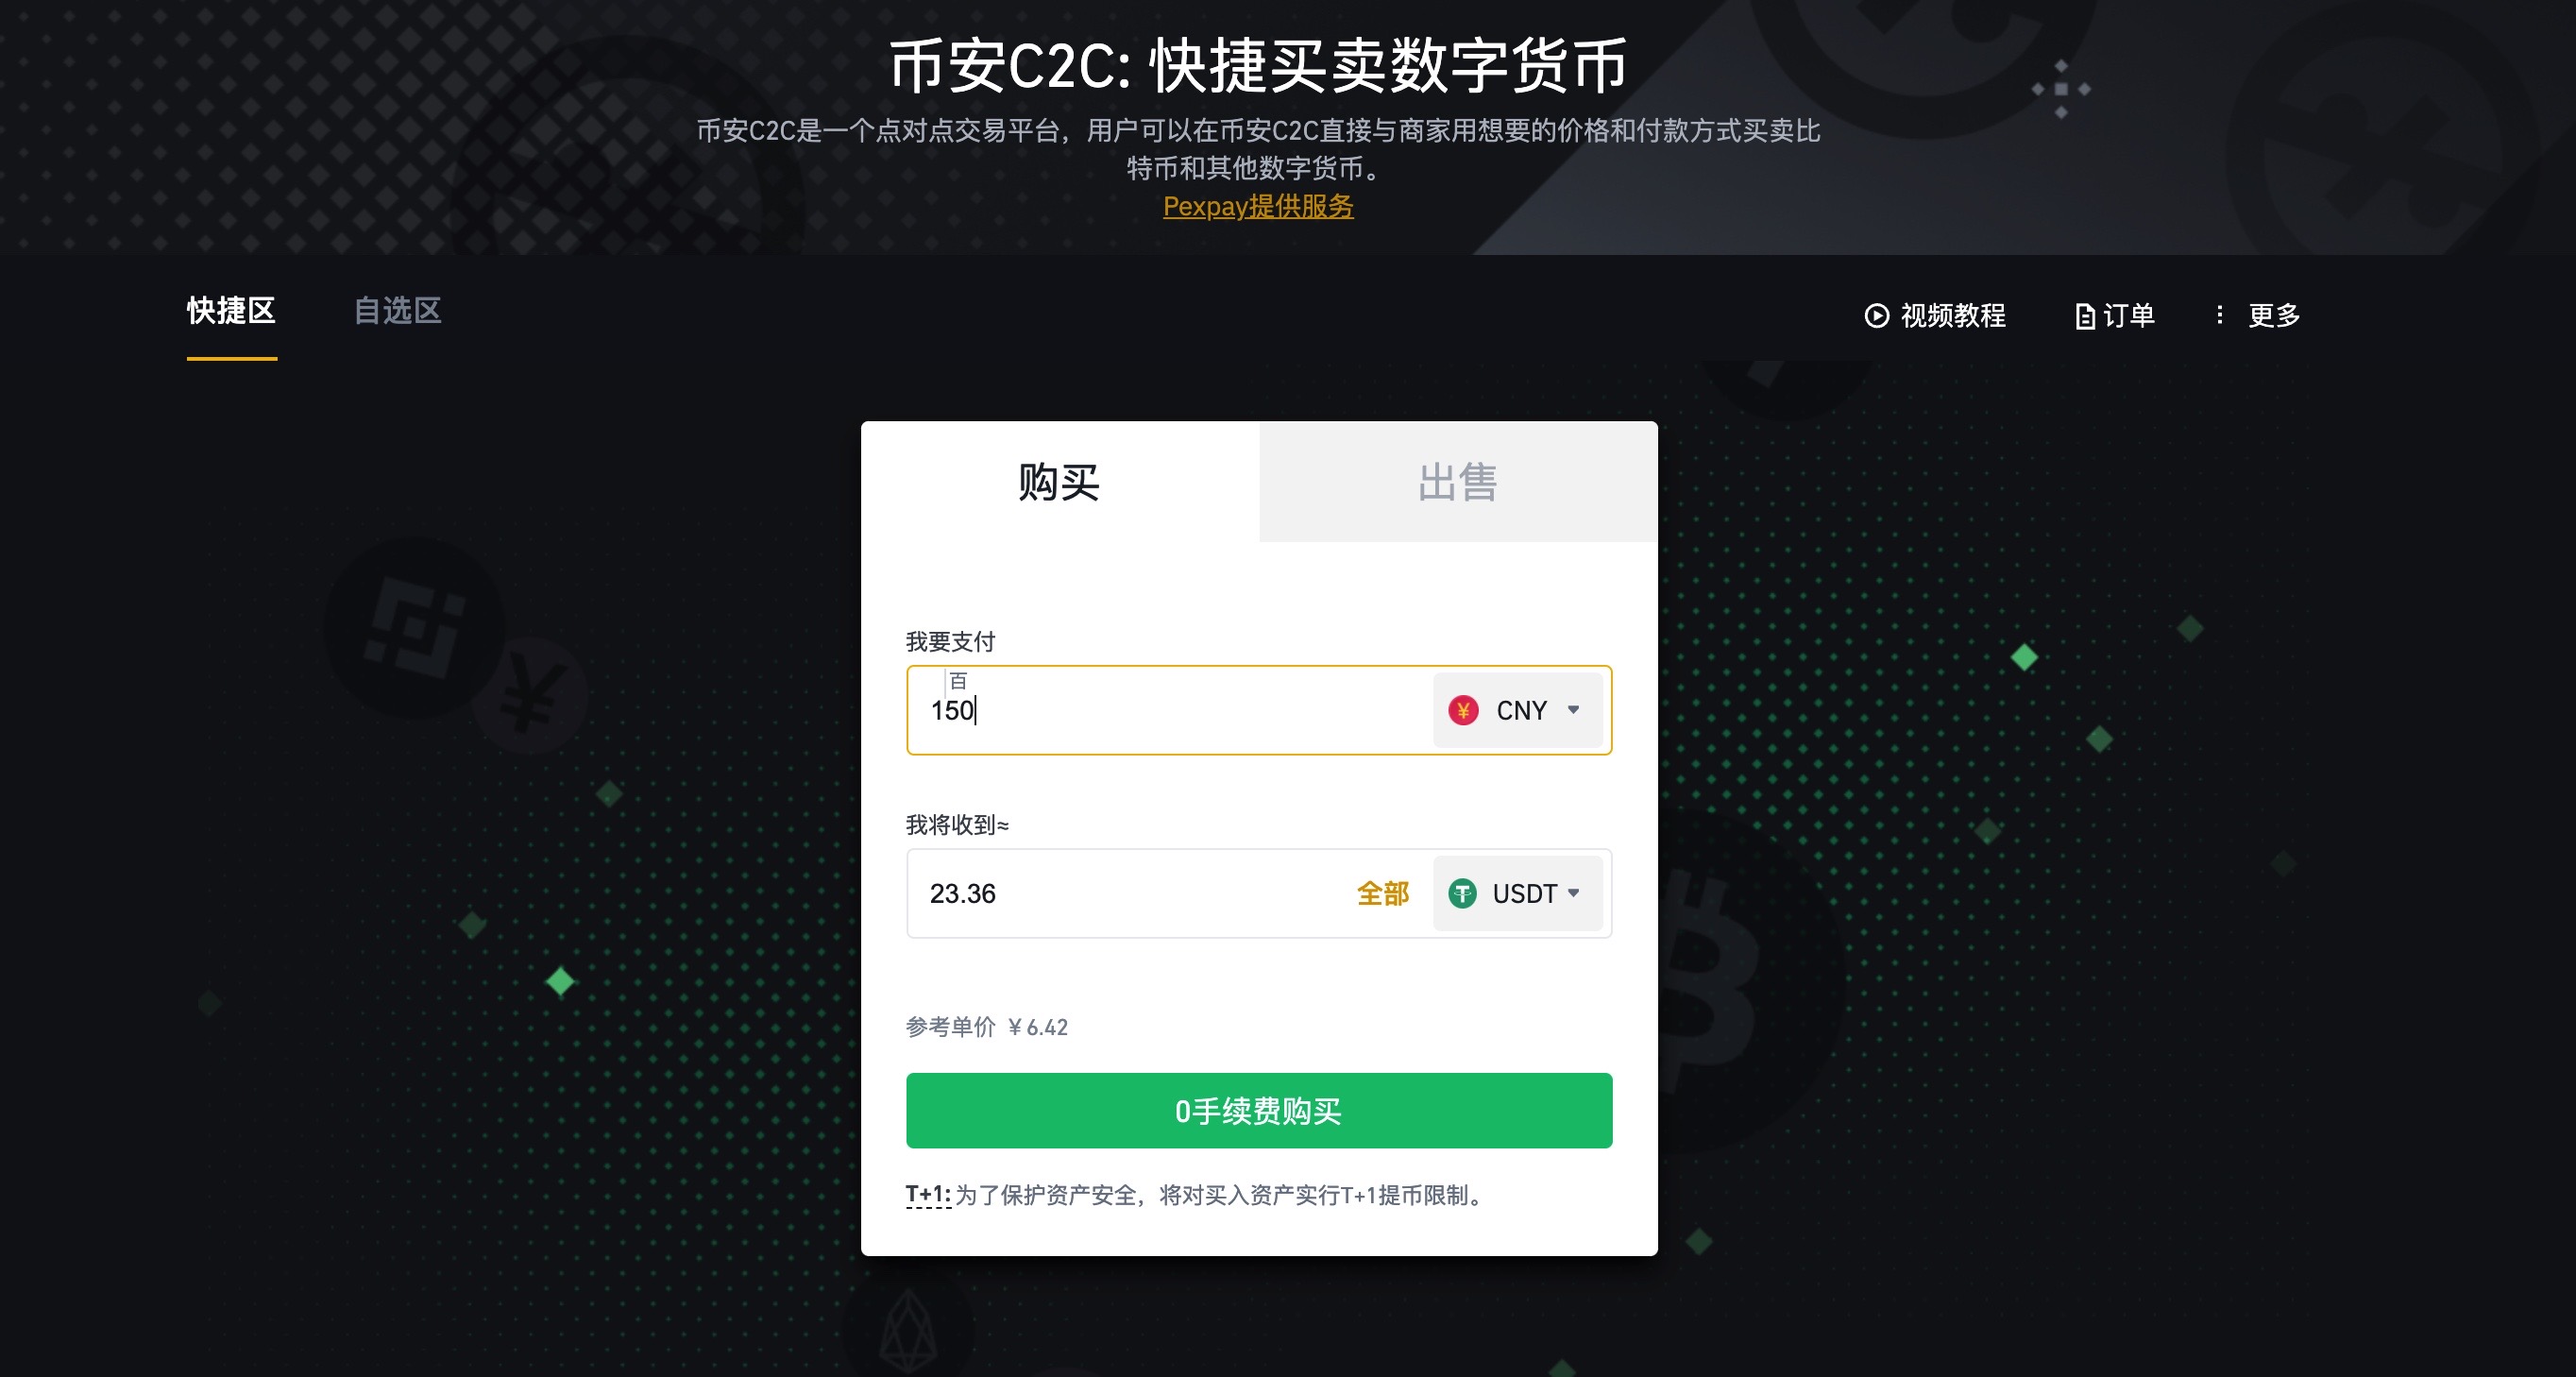 币安C2C: 快捷买卖数字货币
币安C2C是一个点对点交易平台，用户可以在币安C2C直接与商家用想要的价格和付款方式买卖比
特币和其他数字货币。
Pexpay提供服务
快捷区 自选区 视频教程 订单 更多
购买 出售
我要支付
百
150 ¥ CNY
我将收到≈
23.36 全部 USDT
参考单价 ¥6.42
0手续费购买
T+1: 为了保护资产安全，将对买入资产实行T+1提币限制。